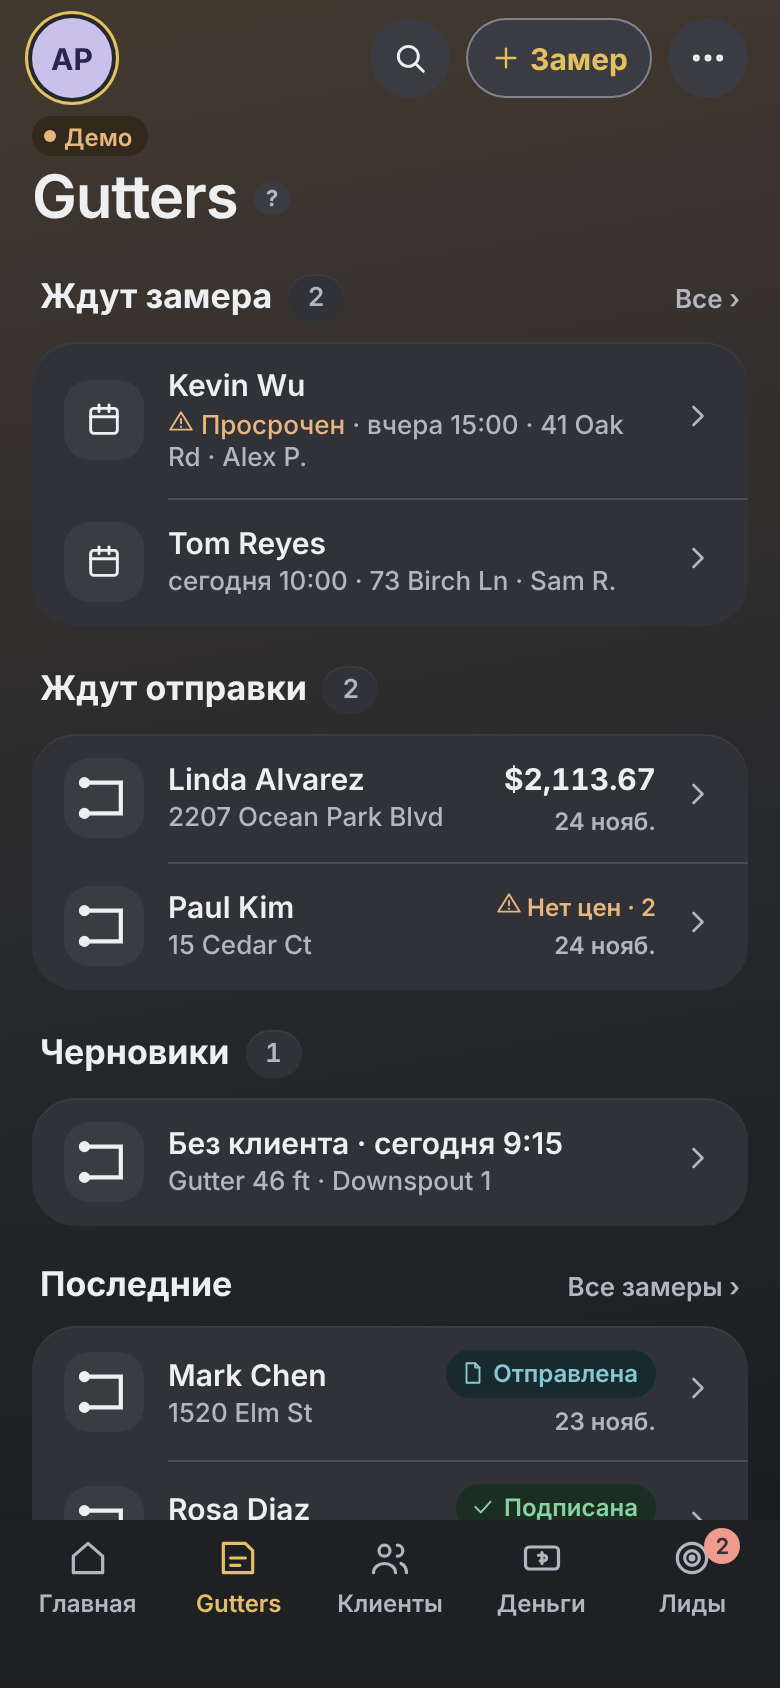 AP
+ Замер
Демо
Gutters ?
Ждут замера 2
Все ›
Kevin Wu
Просрочен · вчера 15:00 · 41 Oak
Rd · Alex P.
Tom Reyes
сегодня 10:00 · 73 Birch Ln · Sam R.
Ждут отправки 2
Linda Alvarez
$2,113.67
2207 Ocean Park Blvd
24 нояб.
Paul Kim
Нет цен · 2
15 Cedar Ct
24 нояб.
Черновики 1
Без клиента · сегодня 9:15
Gutter 46 ft · Downspout 1
Последние
Все замеры ›
Mark Chen
Отправлена
1520 Elm St
23 нояб.
Rosa Diaz
Подписана
2
Главная
Gutters
Клиенты
Деньги
Лиды